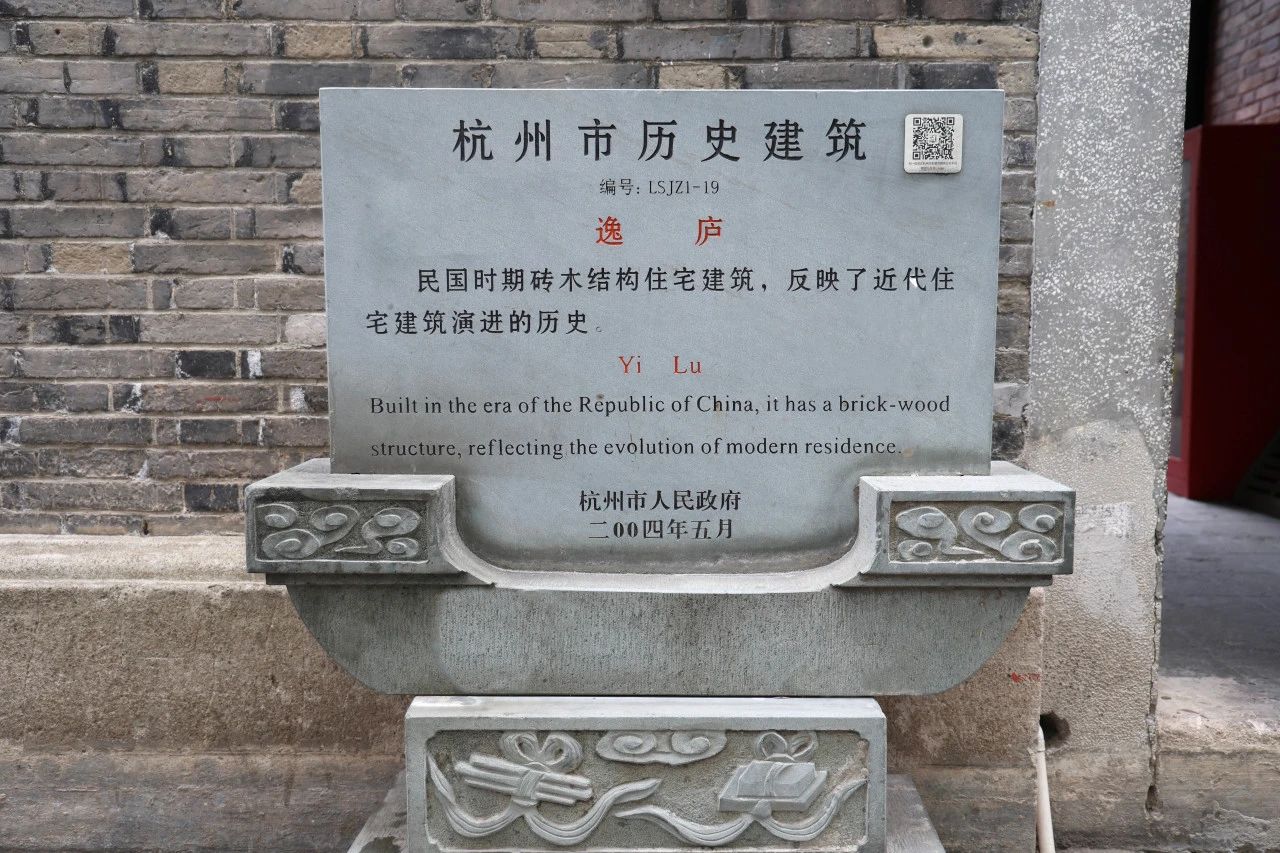 杭州市历史建筑
编号：LSJZ1-19
逸 庐
民国时期砖木结构住宅建筑，反映了近代住
宅建筑演进的历史。
Yi Lu
Built in the era of the Republic of China, it has a brick-wood
structure, reflecting the evolution of modern residence.
杭州市人民政府
二00四年五月